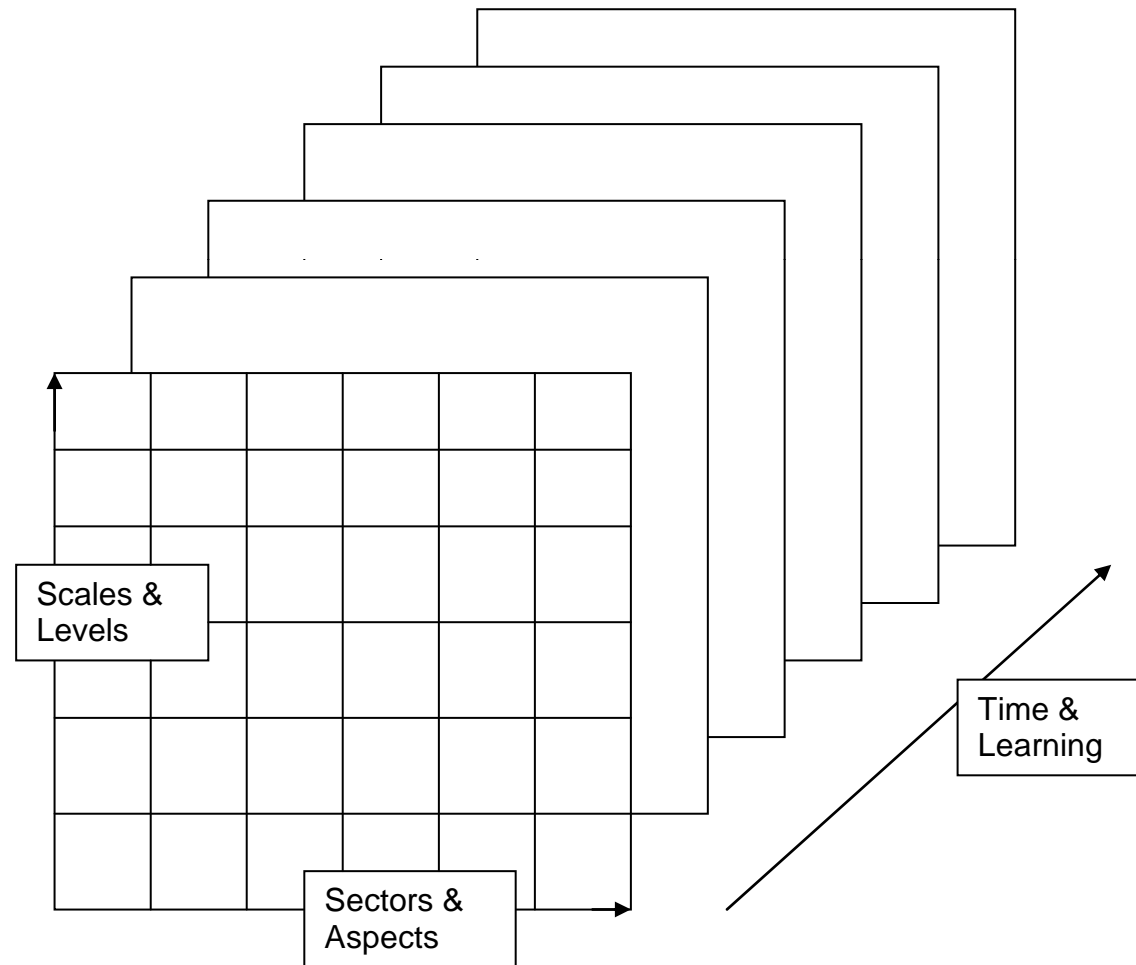 Scales &
Levels
Time &
Learning
Sectors &
Aspects